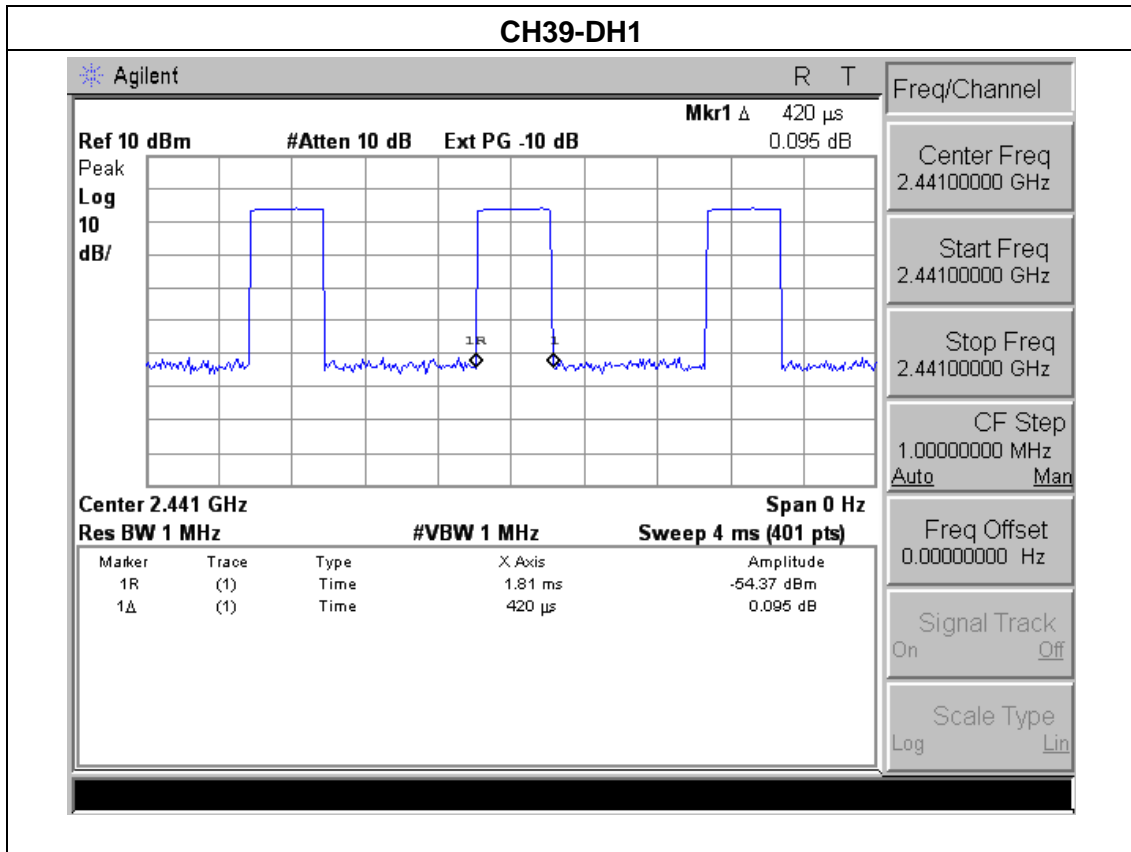 CH39-DH1
Agilent R T
Mkr1 Δ 420 µs
Ref 10 dBm #Atten 10 dB Ext PG -10 dB 0.095 dB
Peak
Log
10
dB/
1R 1
Center 2.441 GHz Span 0 Hz
Res BW 1 MHz #VBW 1 MHz Sweep 4 ms (401 pts)
Marker Trace Type X Axis Amplitude
1R (1) Time 1.81 ms -54.37 dBm
1Δ (1) Time 420 µs 0.095 dB
Freq/Channel
Center Freq
2.44100000 GHz
Start Freq
2.44100000 GHz
Stop Freq
2.44100000 GHz
CF Step
1.00000000 MHz
Auto Man
Freq Offset
0.00000000 Hz
Signal Track
On Off
Scale Type
Log Lin